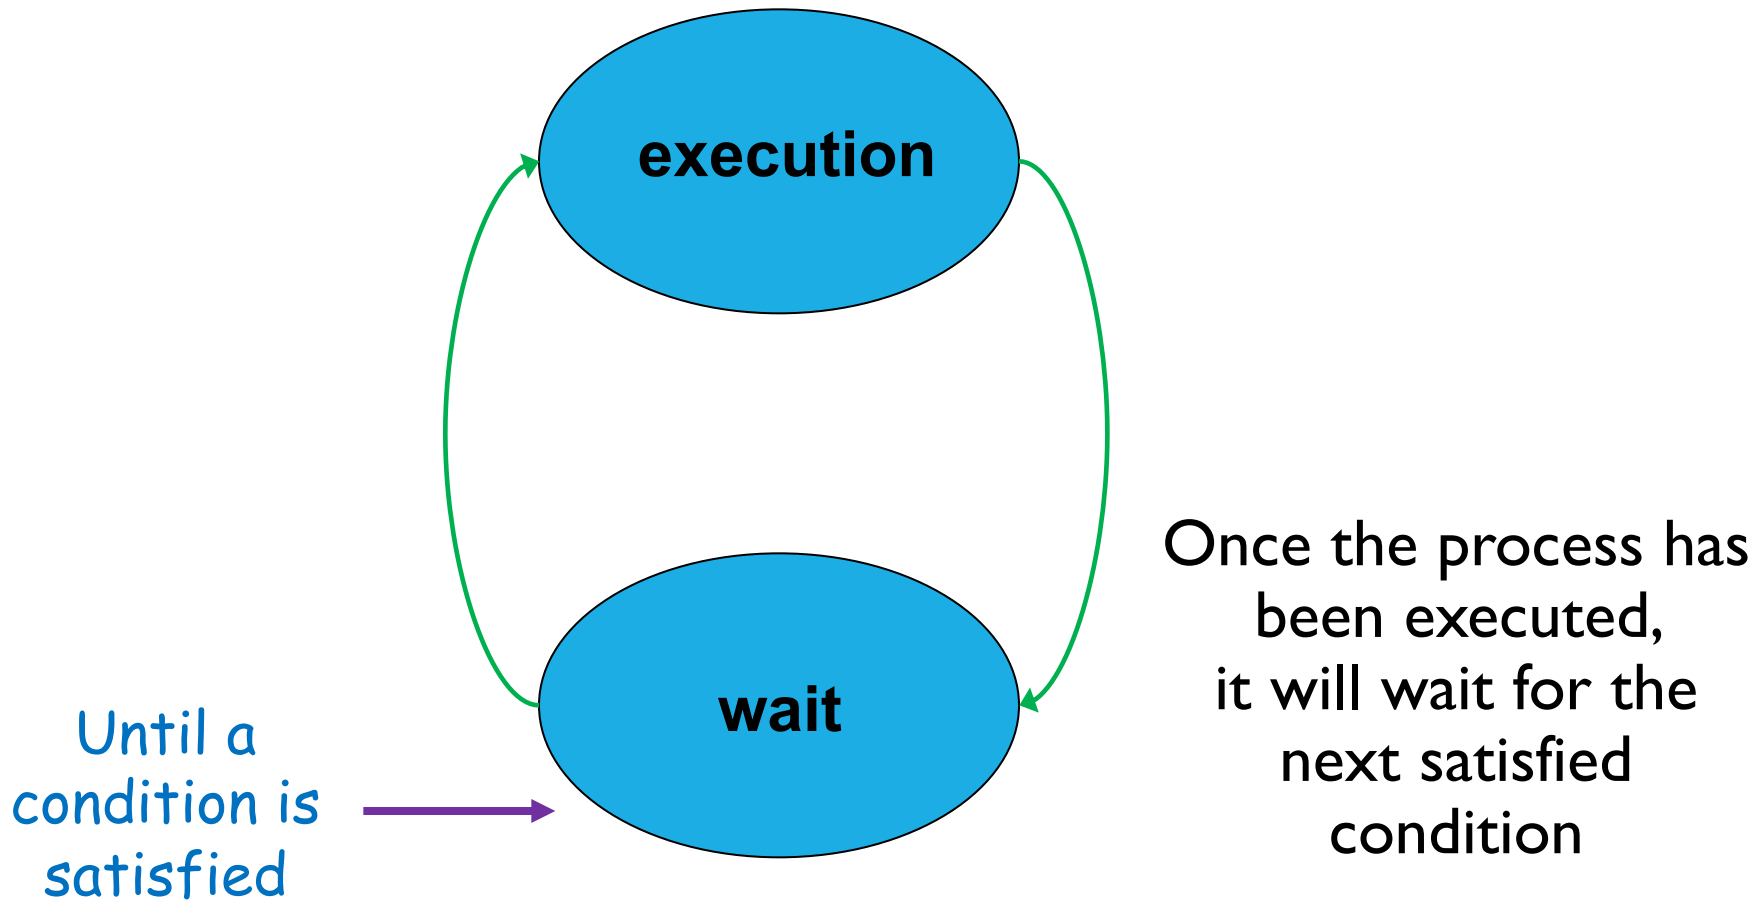 execution
wait
Until a
condition is
satisfied
Once the process has
been executed,
it will wait for the
next satisfied
condition